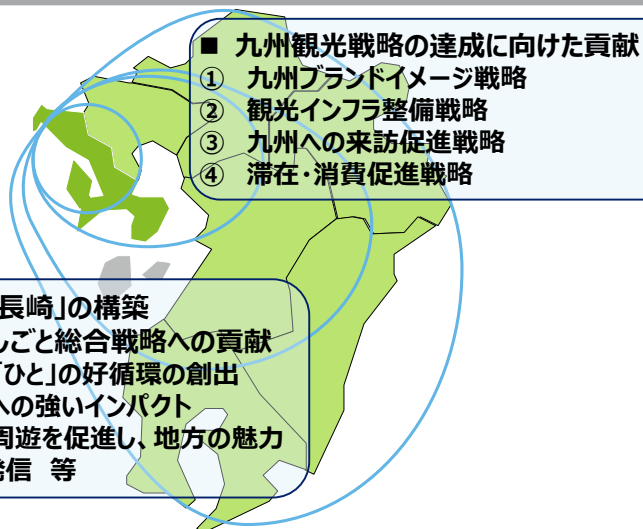 ■ 九州観光戦略の達成に向けた貢献
① 九州ブランドイメージ戦略
② 観光インフラ整備戦略
③ 九州への来訪促進戦略
④ 滞在・消費促進戦略
長崎」の構築
しごと総合戦略への貢献
「ひと」の好循環の創出
への強いインパクト
周遊を促進し、地方の魅力
発信 等